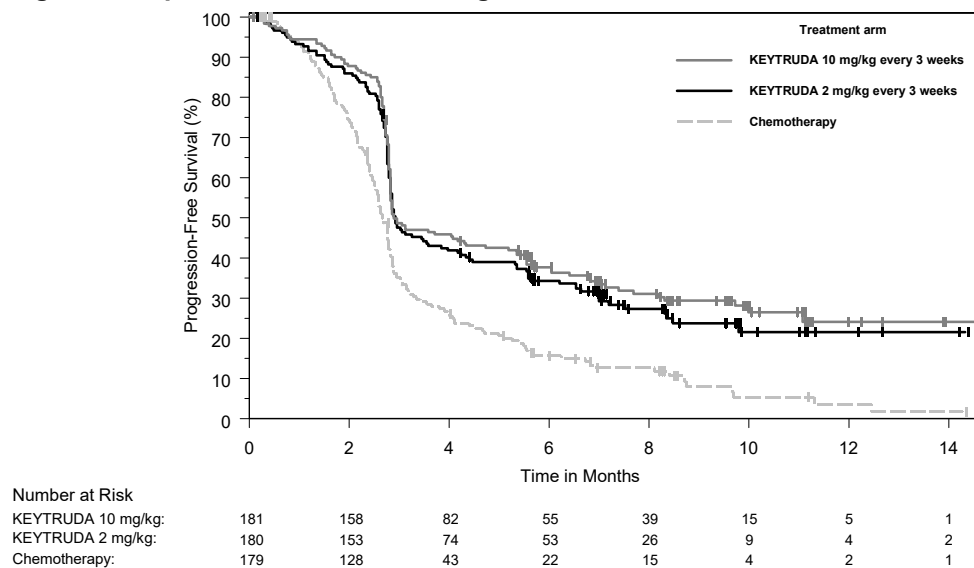 Treatment arm
KEYTRUDA 10 mg/kg every 3 weeks
KEYTRUDA 2 mg/kg every 3 weeks
Chemotherapy
Progression-Free Survival (%)
100
90
80
70
60
50
40
30
20
10
0
0 2 4 6 8 10 12 14
Time in Months
Number at Risk
KEYTRUDA 10 mg/kg: 181 158 82 55 39 15 5 1
KEYTRUDA 2 mg/kg: 180 153 74 53 26 9 4 2
Chemotherapy: 179 128 43 22 15 4 2 1